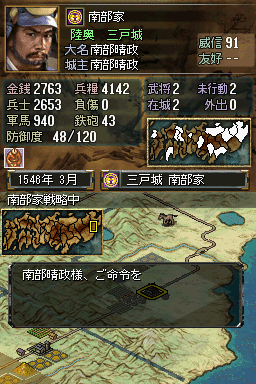 南部家
陸奥 三戸城
大名 南部晴政
城主 南部晴政
威信 91
友好 --
金銭 2763 兵糧 4142 武将 2 未行動 2
兵士 2653 負傷 0 在城 2 外出 0
軍馬 940 鉄砲 43
防御度 48/120
1546年 3月 三戸城 南部家
南部家戦略中
南部晴政様、ご命令を